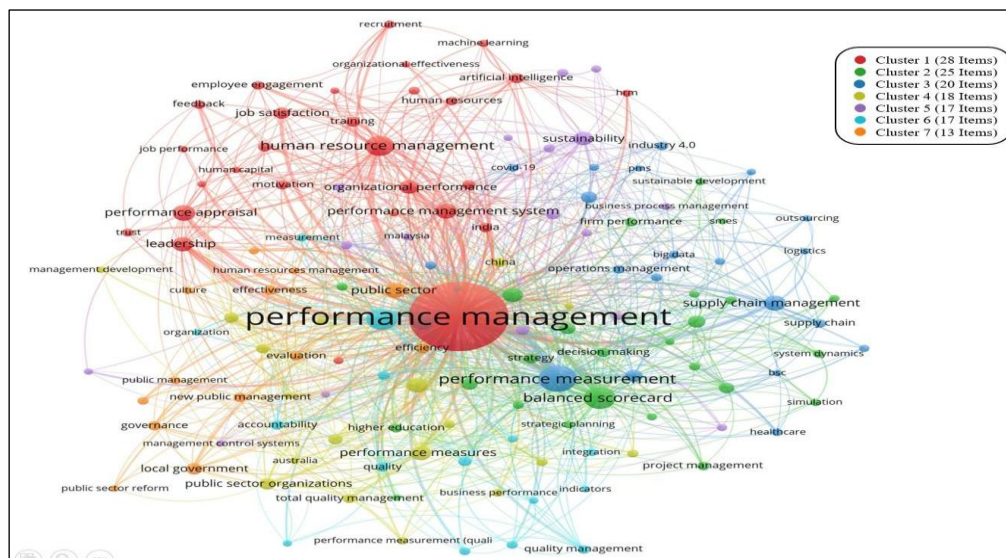 recruitment
machine learning
organizational effectiveness
artificial intelligence
employee engagement
hrm
feedback
human resources
job satisfaction
training
sustainability
human resource management
industry 4.0
job performance
covid-19
pms
human capital
motivation
organizational performance
sustainable development
business process management
performance appraisal
performance management system
firm performance
smes
outsourcing
trust
india
measurement
malaysia
leadership
big data
logistics
management development
human resources management
china
operations management
culture
effectiveness
public sector
supply chain management
performance management
supply chain
organization
efficiency
evaluation
strategy
decision making
system dynamics
public management
performance measurement
bsc
new public management
balanced scorecard
simulation
governance
accountability
higher education
strategic planning
healthcare
management control systems
performance measures
integration
australia
local government
quality
project management
public sector reform
public sector organizations
total quality management
business performance
indicators
performance measurement (quali
quality management
Cluster 1 (28 Items)
Cluster 2 (25 Items)
Cluster 3 (20 Items)
Cluster 4 (18 Items)
Cluster 5 (17 Items)
Cluster 6 (17 Items)
Cluster 7 (13 Items)